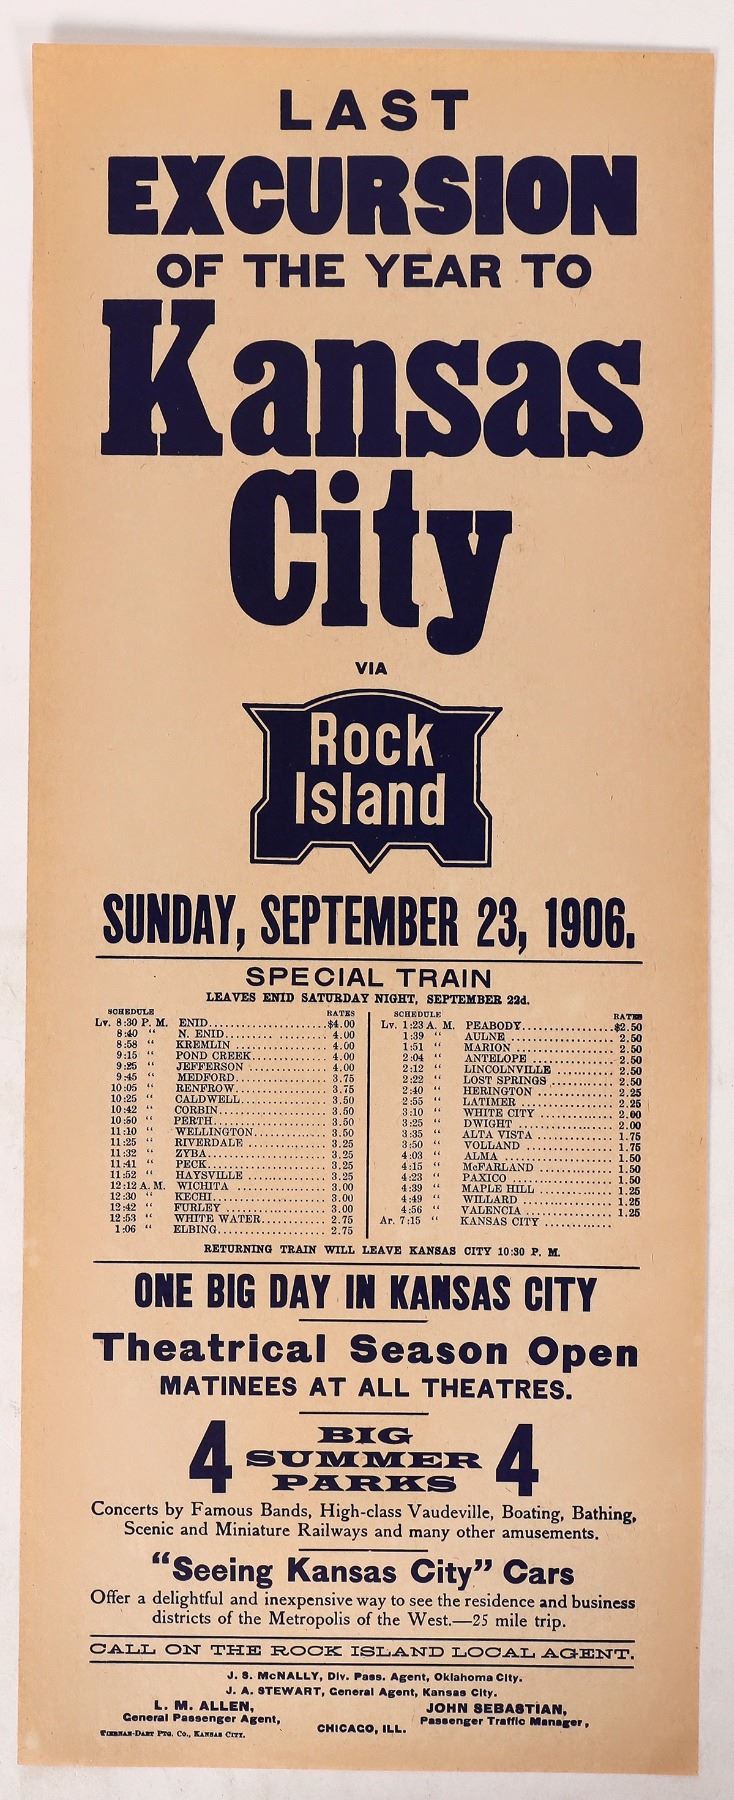 LAST
EXCURSION
OF THE YEAR TO
Kansas
City
VIA
Rock
Island
SUNDAY, SEPTEMBER 23, 1906.
SPECIAL TRAIN
LEAVES ENID SATURDAY NIGHT, SEPTEMBER 22d.
SCHEDULE RATES
Lv. 8:30 P. M. ENID $4.00
8:40 " N. ENID 4.00
8:58 " KREMLIN 4.00
9:15 " POND CREEK 4.00
9:25 " JEFFERSON 4.00
9:45 " MEDFORD 3.75
10:05 " RENFROW 3.75
10:25 " CALDWELL 3.50
10:42 " CORBIN 3.50
10:50 " PERTH 3.50
11:10 " WELLINGTON 3.50
11:25 " RIVERDALE 3.25
11:32 " ZYBA 3.25
11:41 " PECK 3.25
11:52 " HAYSVILLE 3.25
12:12 A. M. WICHITA 3.00
12:30 " KECHI 3.00
12:42 " FURLEY 3.00
12:53 " WHITE WATER 2.75
1:06 " ELBING 2.75
SCHEDULE RATES
Lv. 1:23 A. M. PEABODY $2.50
1:39 " AULNE 2.50
1:51 " MARION 2.50
2:04 " ANTELOPE 2.50
2:12 " LINCOLNVILLE 2.50
2:22 " LOST SPRINGS 2.50
2:40 " HERINGTON 2.25
2:55 " LATIMER 2.25
3:10 " WHITE CITY 2.00
3:25 " DWIGHT 2.00
3:35 " ALTA VISTA 1.75
3:50 " VOLLAND 1.75
4:03 " ALMA 1.50
4:15 " McFARLAND 1.50
4:23 " PAXICO 1.50
4:39 " MAPLE HILL 1.25
4:49 " WILLARD 1.25
4:56 " VALENCIA 1.25
Ar. 7:15 " KANSAS CITY
RETURNING TRAIN WILL LEAVE KANSAS CITY 10:30 P. M.
ONE BIG DAY IN KANSAS CITY
Theatrical Season Open
MATINEES AT ALL THEATRES.
4 BIG SUMMER PARKS 4
Concerts by Famous Bands, High-class Vaudeville, Boating, Bathing,
Scenic and Miniature Railways and many other amusements.
"Seeing Kansas City" Cars
Offer a delightful and inexpensive way to see the residence and business
districts of the Metropolis of the West.—25 mile trip.
CALL ON THE ROCK ISLAND LOCAL AGENT.
J. S. McNALLY, Div. Pass. Agent, Oklahoma City.
J. A. STEWART, General Agent, Kansas City.
L. M. ALLEN,
General Passenger Agent,
JOHN SEBASTIAN,
Passenger Traffic Manager,
CHICAGO, ILL.
TIERNAN-DART PTG. CO., KANSAS CITY.